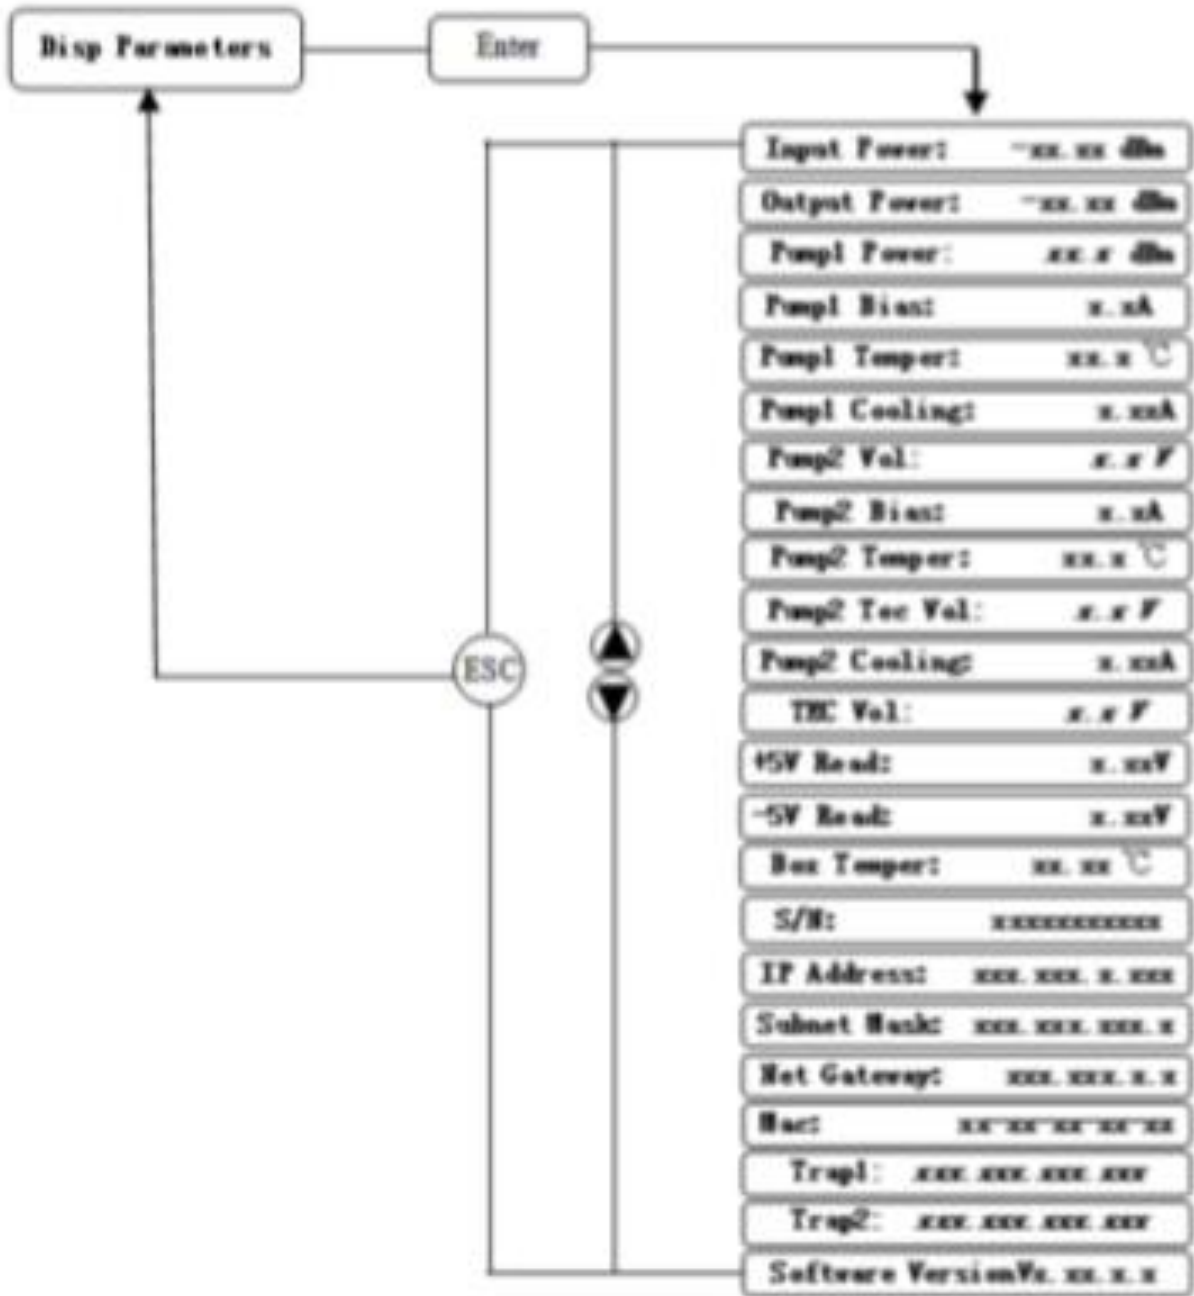 Disp Parameters
Enter
Input Power: -xx.xx dBm
Output Power: -xx.xx dBm
Pump1 Power: xx.x dBm
Pump1 Bias: x.xA
Pump1 Temper: xx.x ℃
Pump1 Cooling: x.xxA
Pump2 Vol: x.x V
Pump2 Bias: x.xA
Pump2 Temper: xx.x ℃
Pump2 Tec Vol: x.x V
ESC
Pump2 Cooling: x.xxA
Vol: x.x V
+5V Read: x.xxV
-5V Read: x.xxV
Box Temper: xx.xx ℃
S/N: xxxxxxxxxxx
IP Address: xxx.xxx.x.xxx
Subnet Mask: xxx.xxx.xxx.x
Net Gateway: xxx.xxx.x.x
Mac: xx-xx-xx-xx-xx
Trap1: xxx.xxx.xxx.xxx
Trap2: xxx.xxx.xxx.xxx
Software VersionVx.xx.x.x